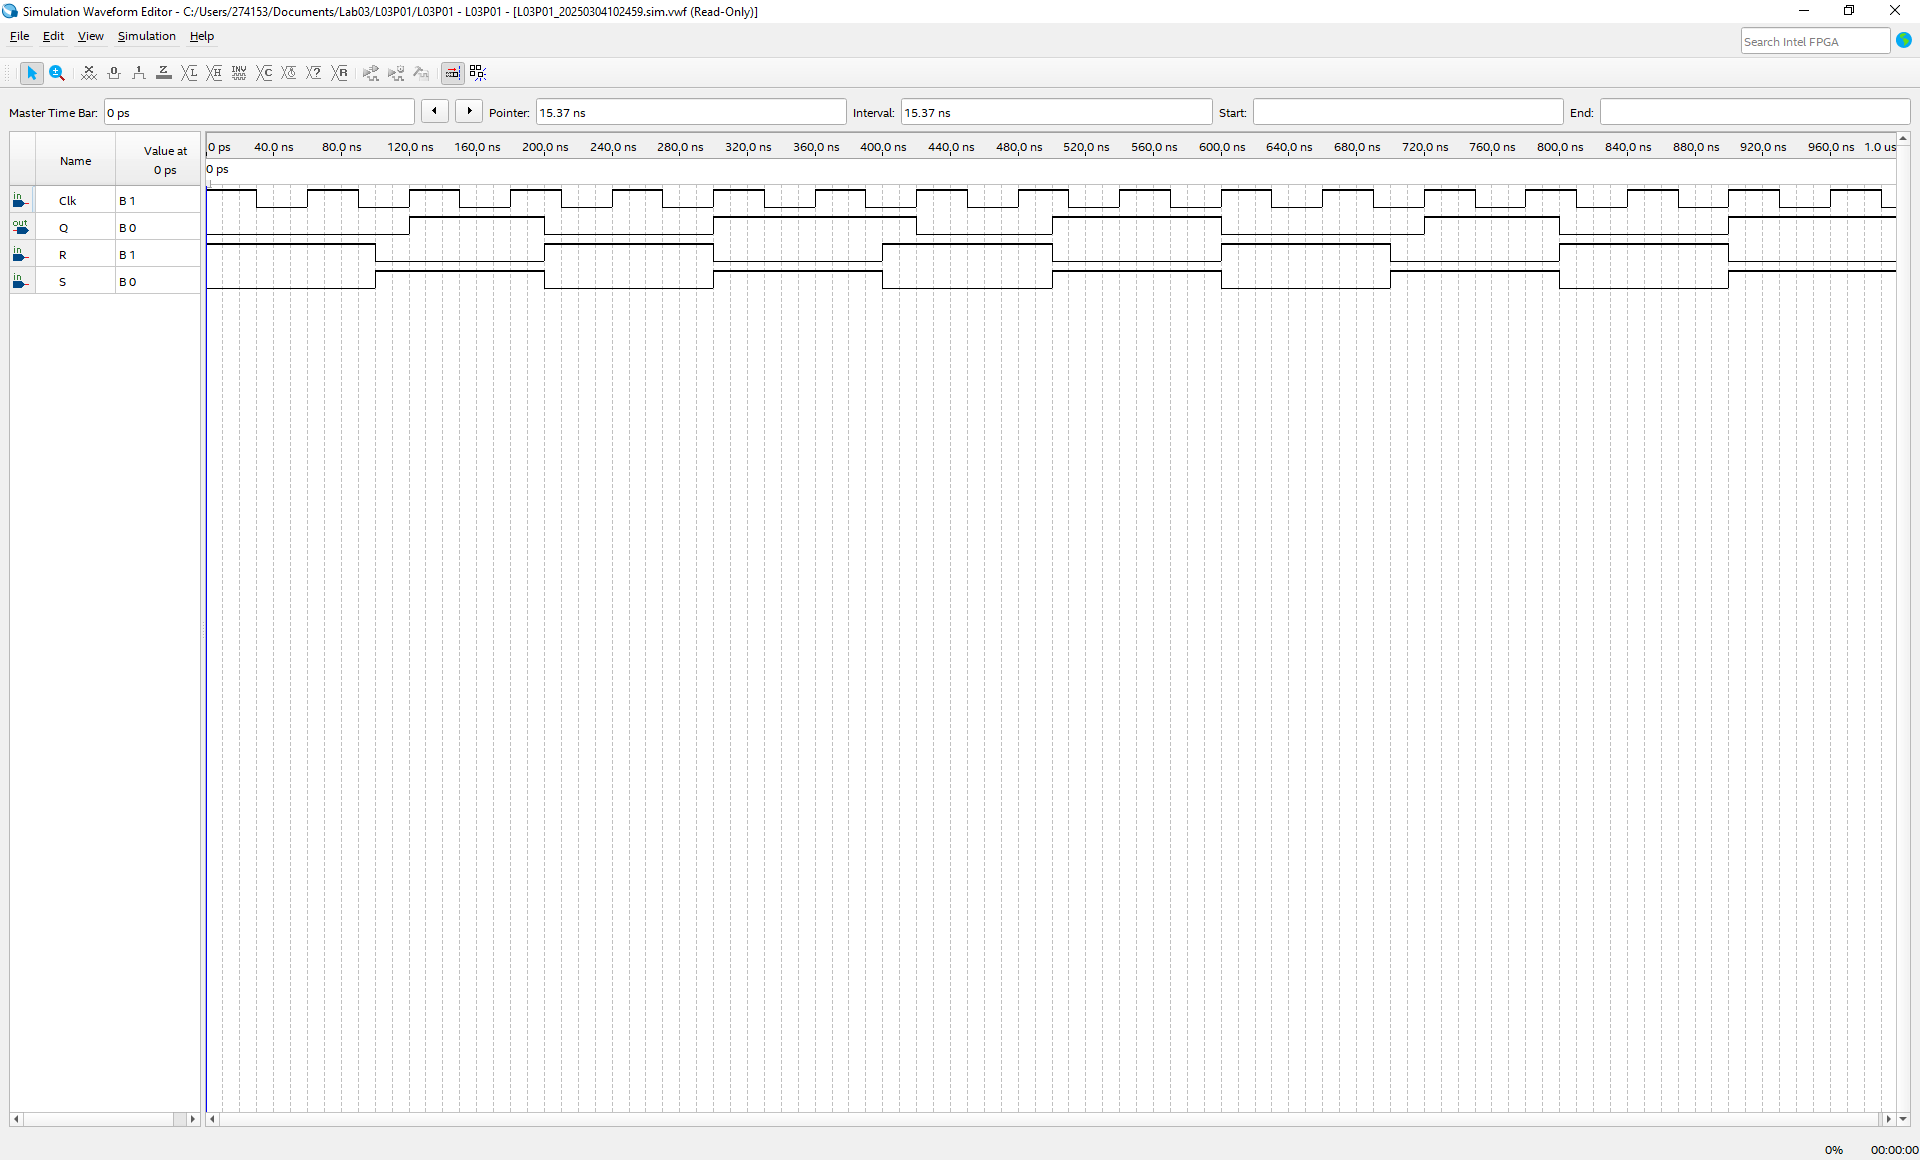 Simulation Waveform Editor - C:/Users/274153/Documents/Lab03/L03P01/L03P01 - L03P01 - [L03P01_20250304102459.sim.vwf (Read-Only)]
File Edit View Simulation Help
Search Intel FPGA
Master Time Bar: 0 ps Pointer: 15.37 ns Interval: 15.37 ns Start: End:
Name Value at 0 ps
0 ps 40.0 ns 80.0 ns 120.0 ns 160.0 ns 200.0 ns 240.0 ns 280.0 ns 320.0 ns 360.0 ns 400.0 ns 440.0 ns 480.0 ns 520.0 ns 560.0 ns 600.0 ns 640.0 ns 680.0 ns 720.0 ns 760.0 ns 800.0 ns 840.0 ns 880.0 ns 920.0 ns 960.0 ns 1.0 us
0 ps
in Clk B 1
out Q B 0
in R B 1
in S B 0
0% 00:00:00